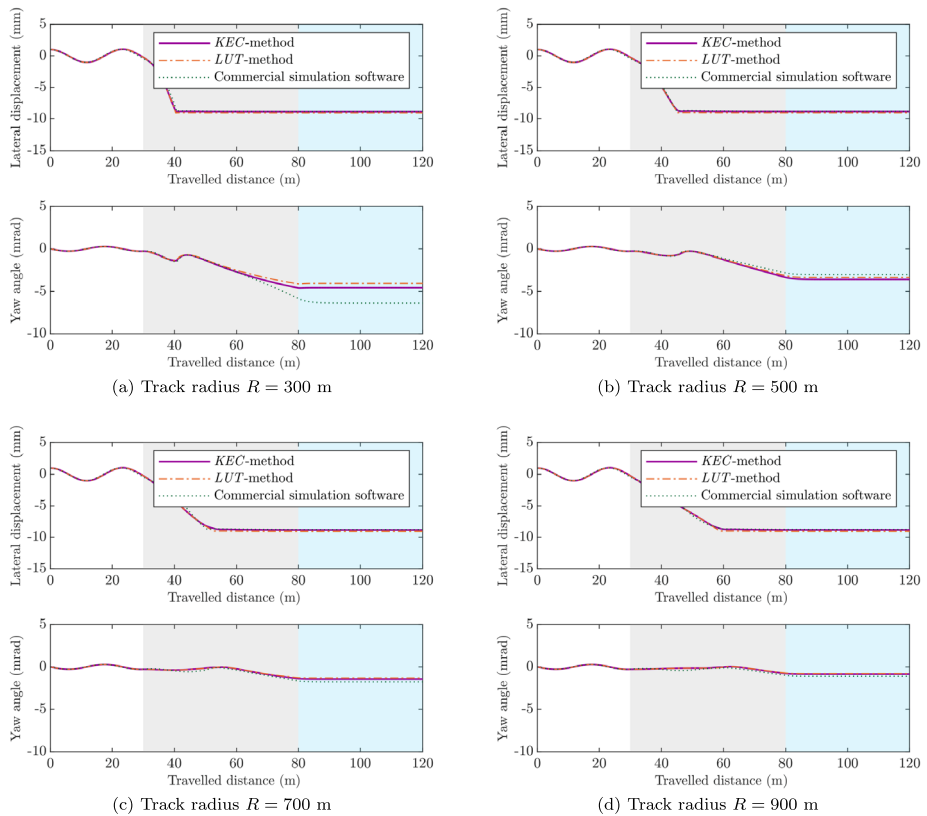 Lateral displacement (mm)
5
0
-5
-10
-15
KEC-method
LUT-method
Commercial simulation software
0 20 40 60 80 100 120
Travelled distance (m)
Yaw angle (mrad)
5
0
-5
-10
0 20 40 60 80 100 120
Travelled distance (m)
(a) Track radius R = 300 m
Lateral displacement (mm)
5
0
-5
-10
-15
KEC-method
LUT-method
Commercial simulation software
0 20 40 60 80 100 120
Travelled distance (m)
Yaw angle (mrad)
5
0
-5
-10
0 20 40 60 80 100 120
Travelled distance (m)
(b) Track radius R = 500 m
Lateral displacement (mm)
5
0
-5
-10
-15
KEC-method
LUT-method
Commercial simulation software
0 20 40 60 80 100 120
Travelled distance (m)
Yaw angle (mrad)
5
0
-5
-10
0 20 40 60 80 100 120
Travelled distance (m)
(c) Track radius R = 700 m
Lateral displacement (mm)
5
0
-5
-10
-15
KEC-method
LUT-method
Commercial simulation software
0 20 40 60 80 100 120
Travelled distance (m)
Yaw angle (mrad)
5
0
-5
-10
0 20 40 60 80 100 120
Travelled distance (m)
(d) Track radius R = 900 m